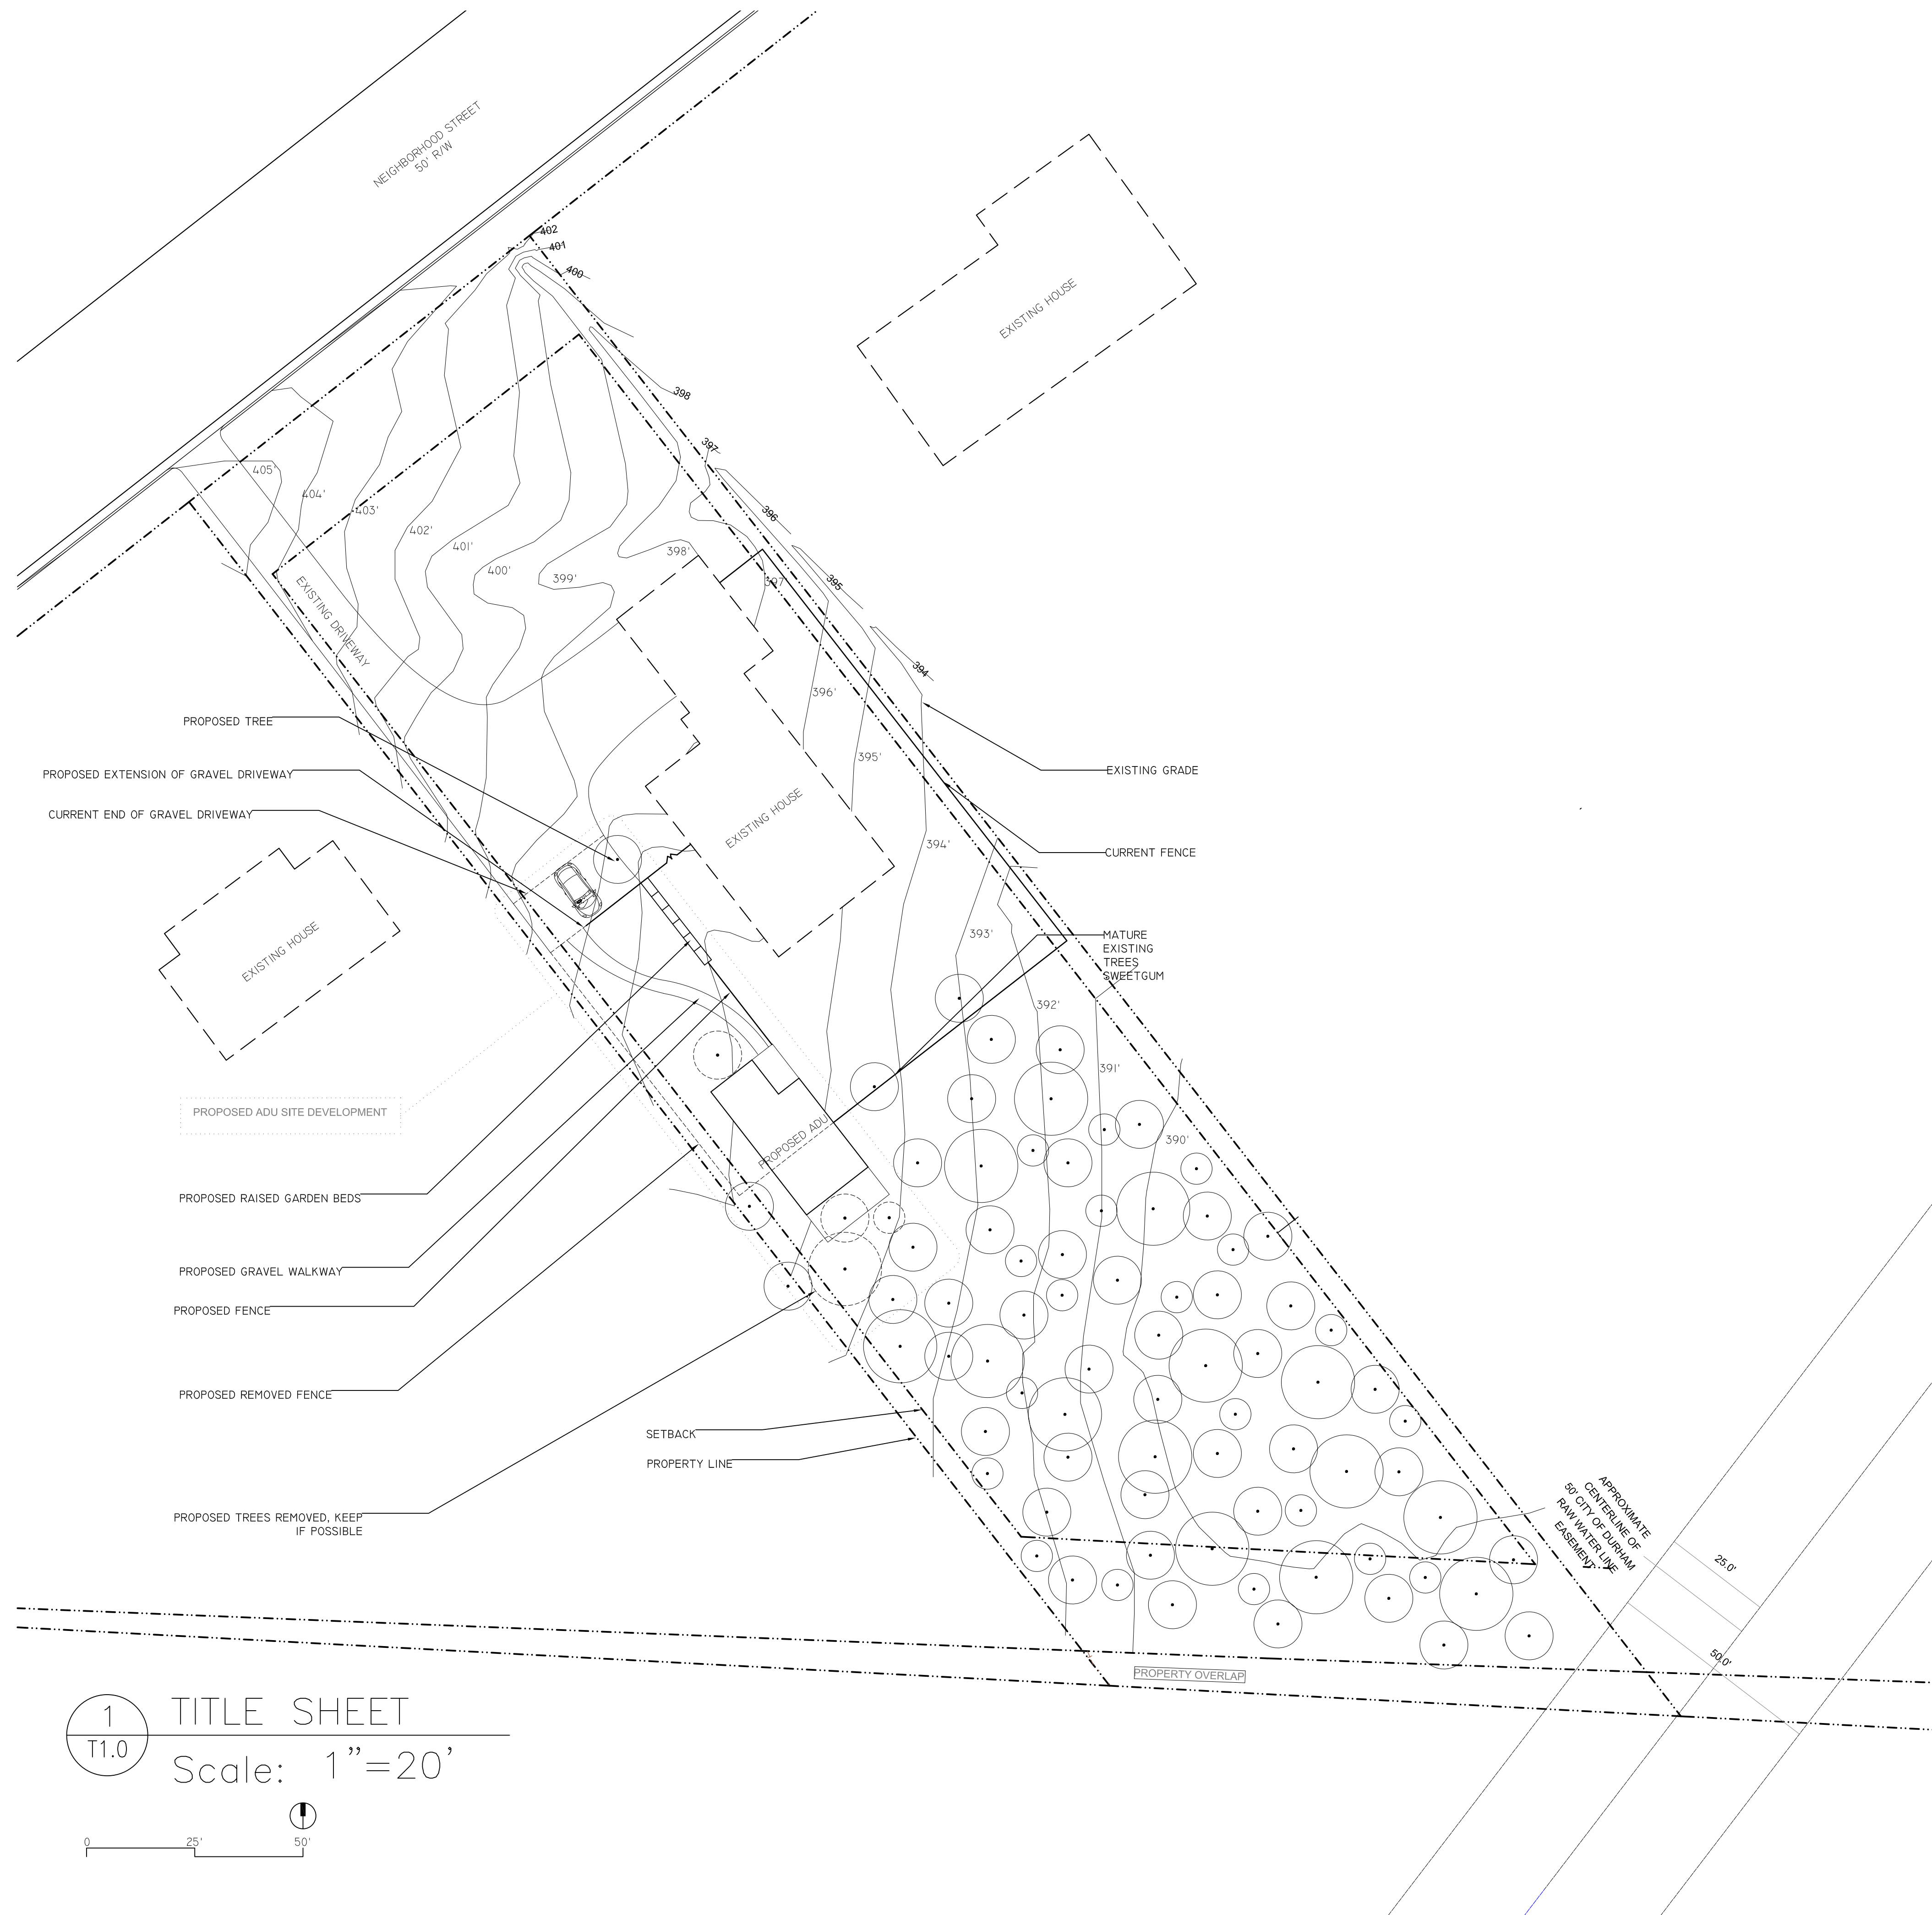 NEIGHBORHOOD STREET
50' R/W
402
401
400
398
397
396
395
394
EXISTING HOUSE
405'
404'
403'
402'
401'
400'
399'
398'
397'
396'
395'
394'
393'
392'
391'
390'
EXISTING DRIVEWAY
EXISTING HOUSE
EXISTING HOUSE
PROPOSED TREE
PROPOSED EXTENSION OF GRAVEL DRIVEWAY
CURRENT END OF GRAVEL DRIVEWAY
EXISTING GRADE
CURRENT FENCE
MATURE
EXISTING
TREES
SWEETGUM
PROPOSED ADU SITE DEVELOPMENT
PROPOSED ADU
PROPOSED RAISED GARDEN BEDS
PROPOSED GRAVEL WALKWAY
PROPOSED FENCE
PROPOSED REMOVED FENCE
SETBACK
PROPERTY LINE
PROPOSED TREES REMOVED, KEEP
IF POSSIBLE
APPROXIMATE
CENTERLINE OF
50' CITY OF DURHAM
RAW WATER LINE
EASEMENT
25.0'
50.0'
PROPERTY OVERLAP
1
T1.0
TITLE SHEET
Scale: 1"=20'
0 25' 50'